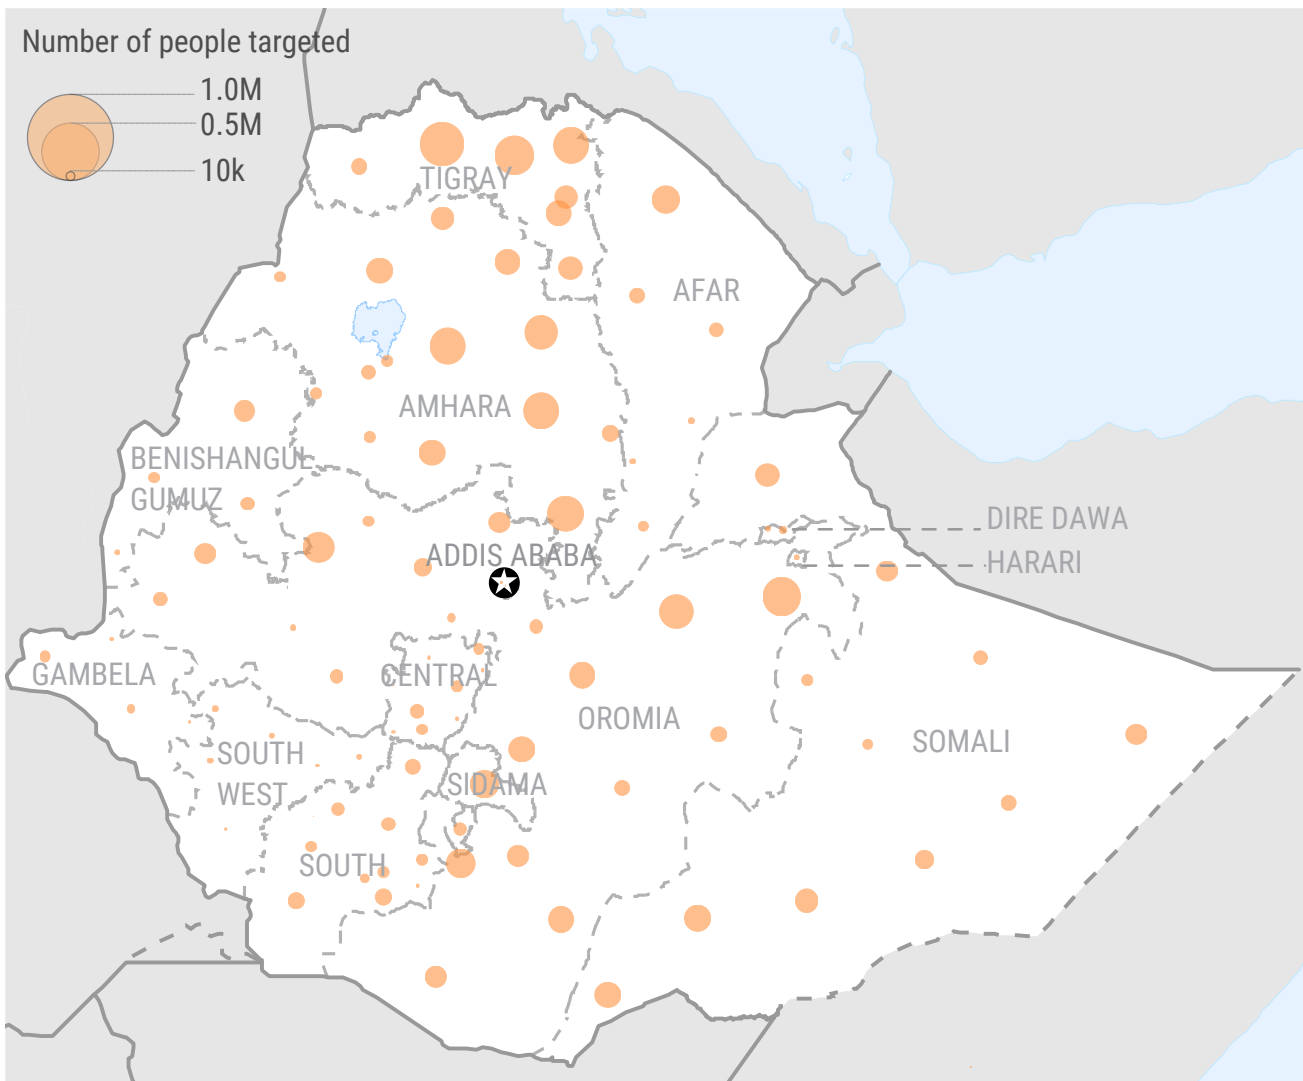 Number of people targeted
1.0M
0.5M
10k
TIGRAY
AFAR
AMHARA
BENISHANGUL
GUMUZ
DIRE DAWA
ADDIS ABABA
HARARI
GAMBELA
CENTRAL
OROMIA
SOMALI
SOUTH
WEST
SIDAMA
SOUTH